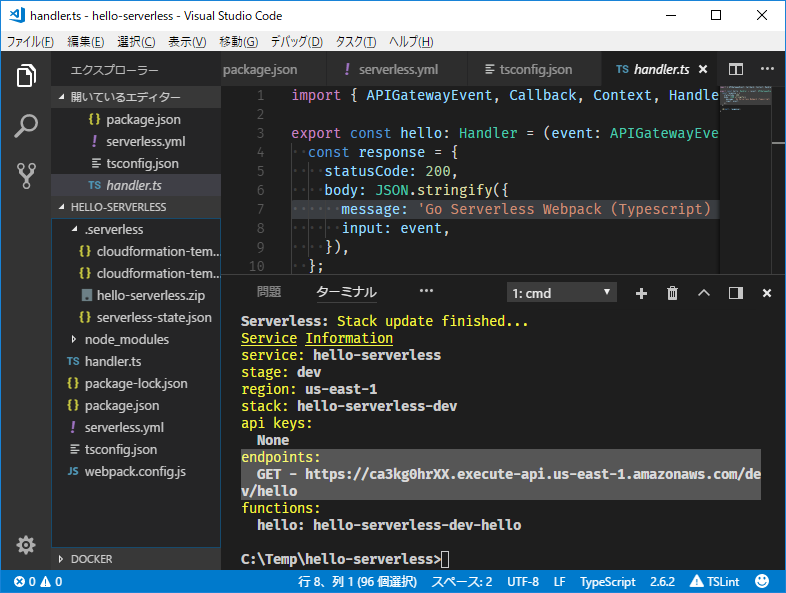 handler.ts - hello-serverless - Visual Studio Code
ファイル(F) 編集(E) 選択(C) 表示(V) 移動(G) デバッグ(D) タスク(T) ヘルプ(H)
エクスプローラー
package.json ! serverless.yml tsconfig.json TS handler.ts
開いているエディター
{} package.json
! serverless.yml
tsconfig.json
TS handler.ts
HELLO-SERVERLESS
.serverless
{} cloudformation-tem...
{} cloudformation-tem...
hello-serverless.zip
{} serverless-state.json
node_modules
TS handler.ts
{} package-lock.json
{} package.json
! serverless.yml
tsconfig.json
JS webpack.config.js
DOCKER
1 import { APIGatewayEvent, Callback, Context, Handle
2
3 export const hello: Handler = (event: APIGatewayEve
4 const response = {
5 statusCode: 200,
6 body: JSON.stringify({
7 message: 'Go Serverless Webpack (Typescript)
8 input: event,
9 }),
10 };
問題 ターミナル ··· 1: cmd
Serverless: Stack update finished...
Service Information
service: hello-serverless
stage: dev
region: us-east-1
stack: hello-serverless-dev
api keys:
None
endpoints:
GET - https://ca3kg0hrXX.execute-api.us-east-1.amazonaws.com/de
v/hello
functions:
hello: hello-serverless-dev-hello
C:\Temp\hello-serverless>
0 0 行 8、列 1 (96 個選択) スペース: 2 UTF-8 LF TypeScript 2.6.2 TSLint